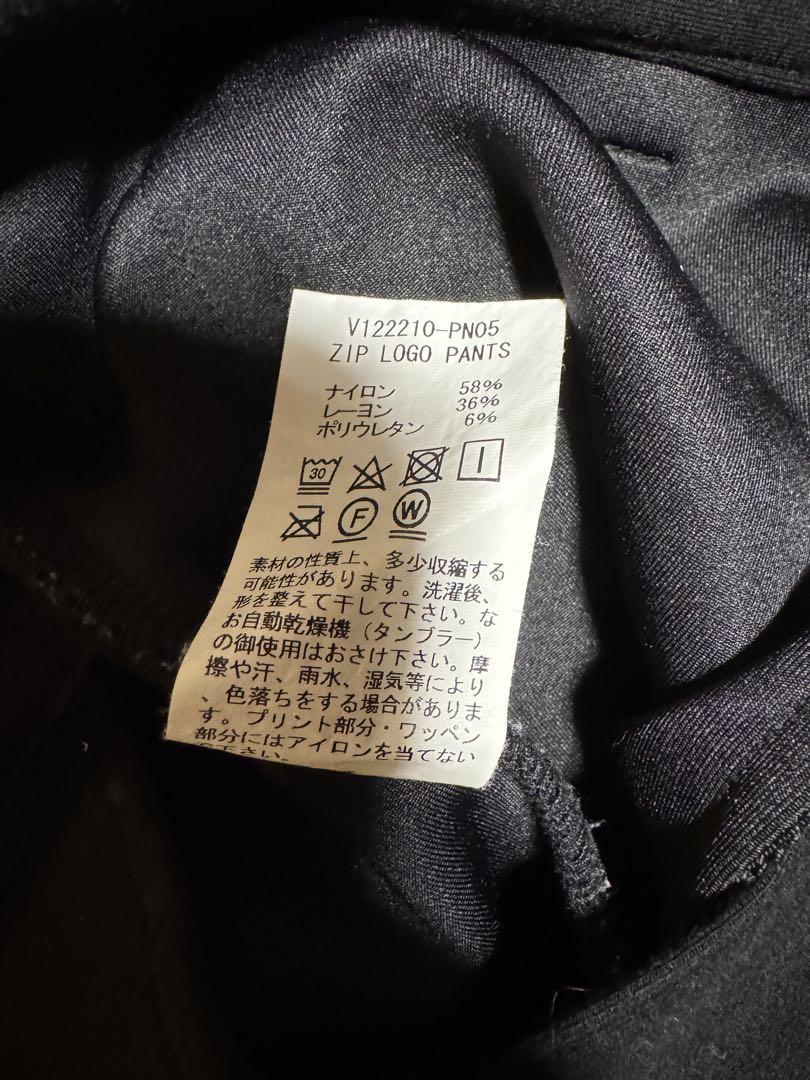 V122210-PN05
ZIP LOGO PANTS
ナイロン 58%
レーヨン 36%
ポリウレタン 6%
30
F W
素材の性質上、多少収縮する
可能性があります。洗濯後、
形を整えて干して下さい。な
お自動乾燥機（タンブラー）
の御使用はおさけ下さい。摩
擦や汗、雨水、湿気等により
、色落ちをする場合がありま
す。プリント部分・ワッペン
部分にはアイロンを当てない
で下さい。